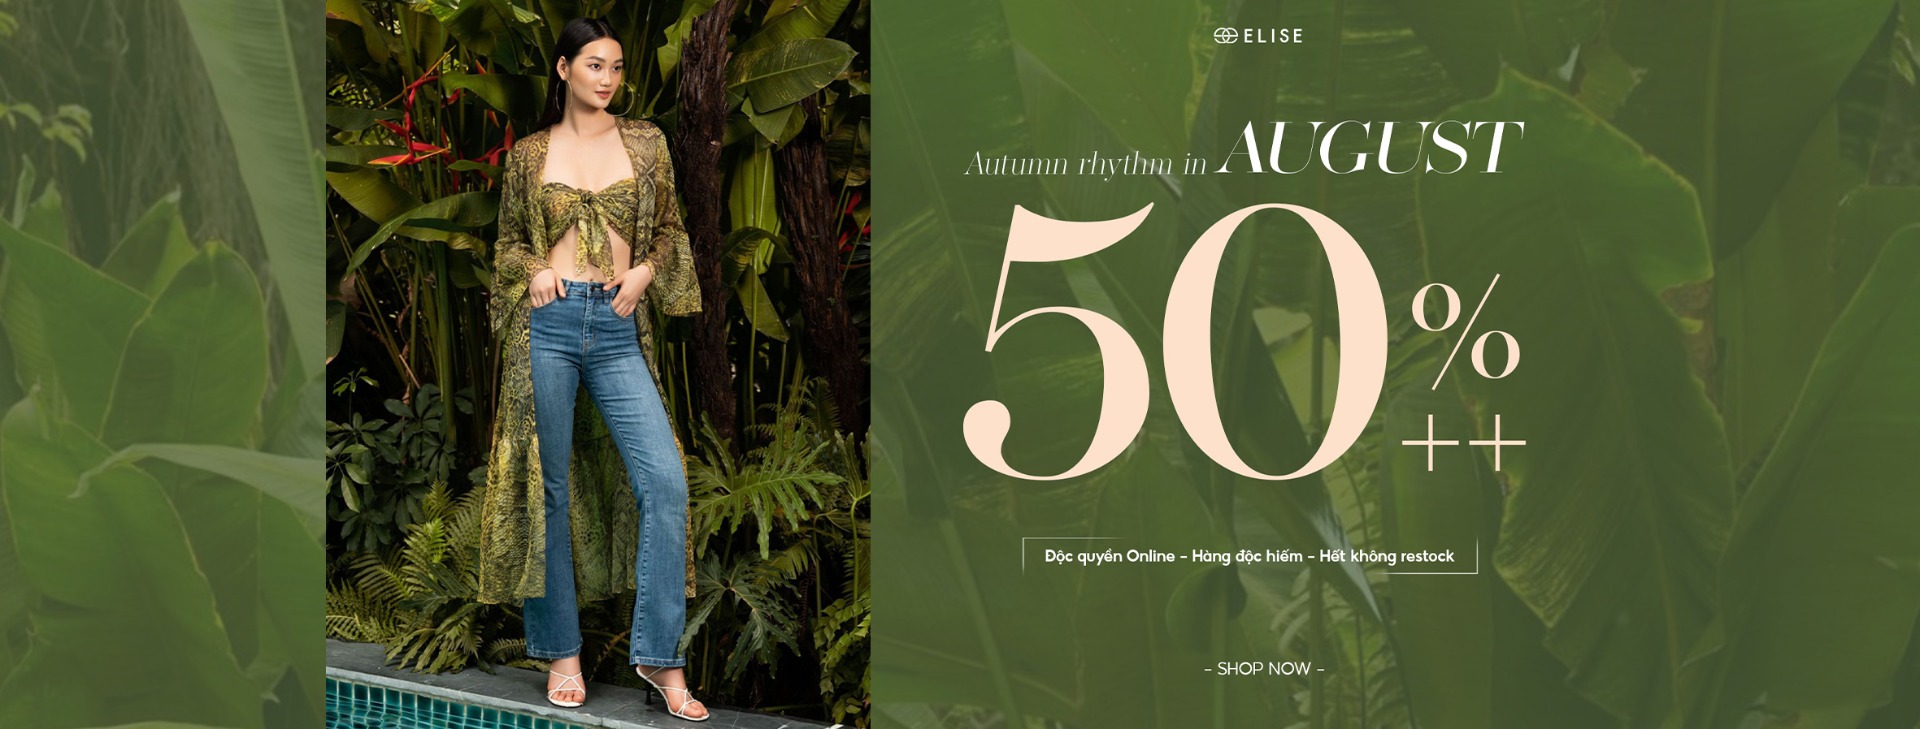 ELISE
Autumn rhythm in AUGUST
50%
++
Độc quyền Online - Hàng độc hiếm - Hết không restock
- SHOP NOW -